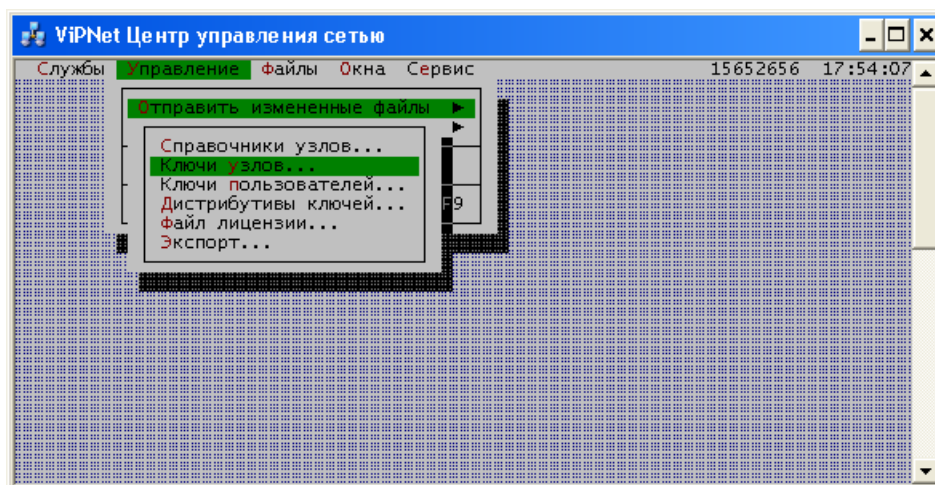 ViPNet Центр управления сетью
Службы Управление Файлы Окна Сервис 15652656 17:54:07
Отправить измененные файлы
Справочники узлов...
Ключи узлов...
Ключи пользователей...
Дистрибутивы ключей... F9
Файл лицензии...
Экспорт...